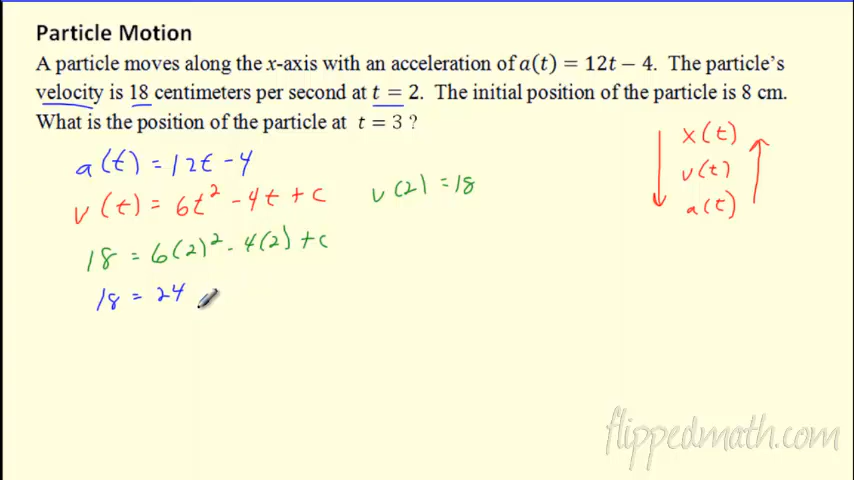 Particle Motion
A particle moves along the x-axis with an acceleration of a(t) = 12t − 4. The particle's
velocity is 18 centimeters per second at t = 2. The initial position of the particle is 8 cm.
What is the position of the particle at t = 3 ?
x(t)
v(t)
a(t)
a(t) = 12t - 4
v(t) = 6t² - 4t + c
v(2) = 18
18 = 6(2)² - 4(2) + c
18 = 24
flippedmath.com